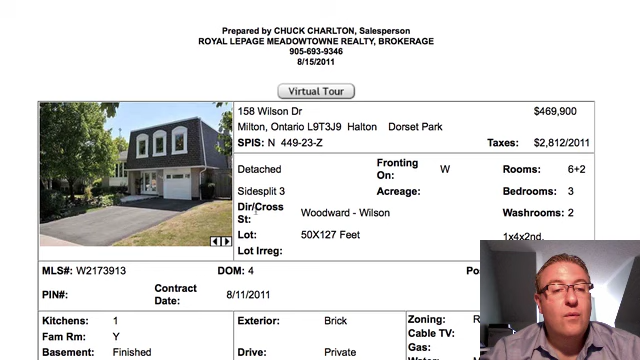 Prepared by CHUCK CHARLTON, Salesperson
ROYAL LEPAGE MEADOWTOWNE REALTY, BROKERAGE
905-693-9346
8/15/2011
Virtual Tour
158 Wilson Dr $469,900
Milton, Ontario L9T3J9 Halton Dorset Park
SPIS: N 449-23-Z Taxes: $2,812/2011
Detached Fronting On: W Rooms: 6+2
Sidesplit 3 Acreage: Bedrooms: 3
Dir/Cross St: Woodward - Wilson Washrooms: 2
Lot: 50X127 Feet 1x4x2nd,
Lot Irreg:
MLS#: W2173913 DOM: 4
PIN#: Contract Date: 8/11/2011
Kitchens: 1 Exterior: Brick Zoning:
Fam Rm: Y Cable TV:
Basement: Finished Drive: Private Gas: